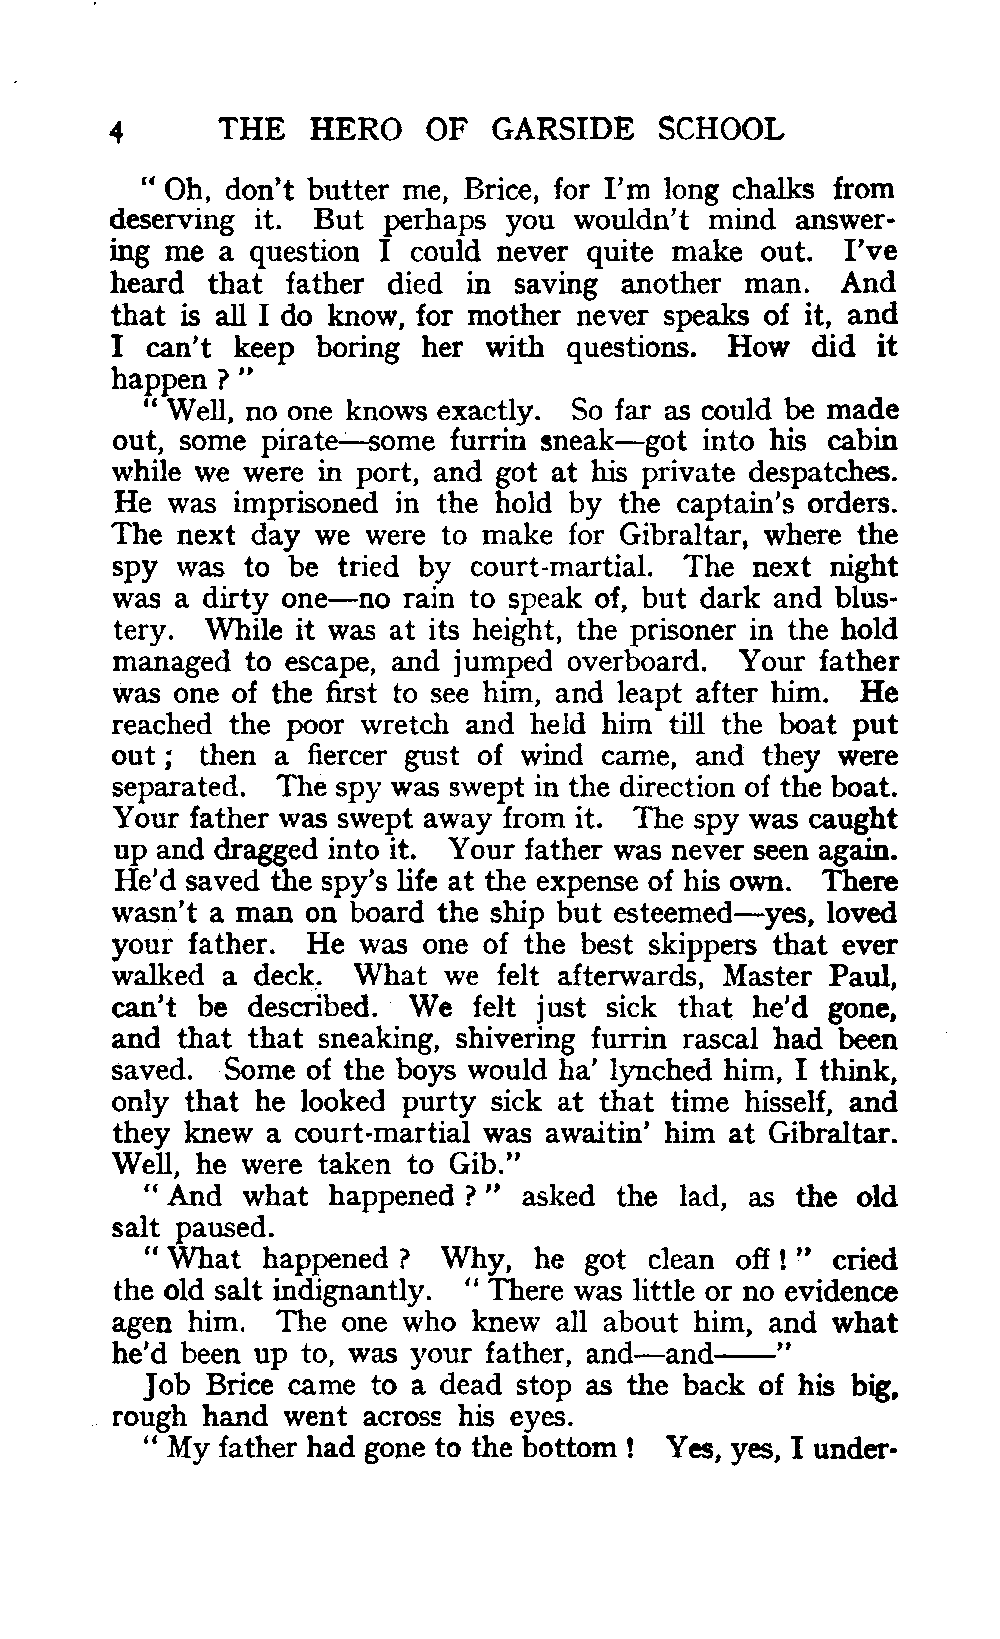 4 THE HERO OF GARSIDE SCHOOL
“ Oh, don’t butter me, Brice, for I’m long chalks from
deserving it. But perhaps you wouldn’t mind answer-
ing me a question I could never quite make out. I’ve
heard that father died in saving another man. And
that is all I do know, for mother never speaks of it, and
I can’t keep boring her with questions. How did it
happen ? ”
“ Well, no one knows exactly. So far as could be made
out, some pirate—some furrin sneak—got into his cabin
while we were in port, and got at his private despatches.
He was imprisoned in the hold by the captain’s orders.
The next day we were to make for Gibraltar, where the
spy was to be tried by court-martial. The next night
was a dirty one—no rain to speak of, but dark and blus-
tery. While it was at its height, the prisoner in the hold
managed to escape, and jumped overboard. Your father
was one of the first to see him, and leapt after him. He
reached the poor wretch and held him till the boat put
out ; then a fiercer gust of wind came, and they were
separated. The spy was swept in the direction of the boat.
Your father was swept away from it. The spy was caught
up and dragged into it. Your father was never seen again.
He’d saved the spy’s life at the expense of his own. There
wasn’t a man on board the ship but esteemed—yes, loved
your father. He was one of the best skippers that ever
walked a deck. What we felt afterwards, Master Paul,
can’t be described. We felt just sick that he’d gone,
and that that sneaking, shivering furrin rascal had been
saved. Some of the boys would ha’ lynched him, I think,
only that he looked purty sick at that time hisself, and
they knew a court-martial was awaitin’ him at Gibraltar.
Well, he were taken to Gib.”
“ And what happened ? ” asked the lad, as the old
salt paused.
“ What happened ? Why, he got clean off ! ” cried
the old salt indignantly. “ There was little or no evidence
agen him. The one who knew all about him, and what
he’d been up to, was your father, and—and——”
Job Brice came to a dead stop as the back of his big,
rough hand went across his eyes.
“ My father had gone to the bottom ! Yes, yes, I under-